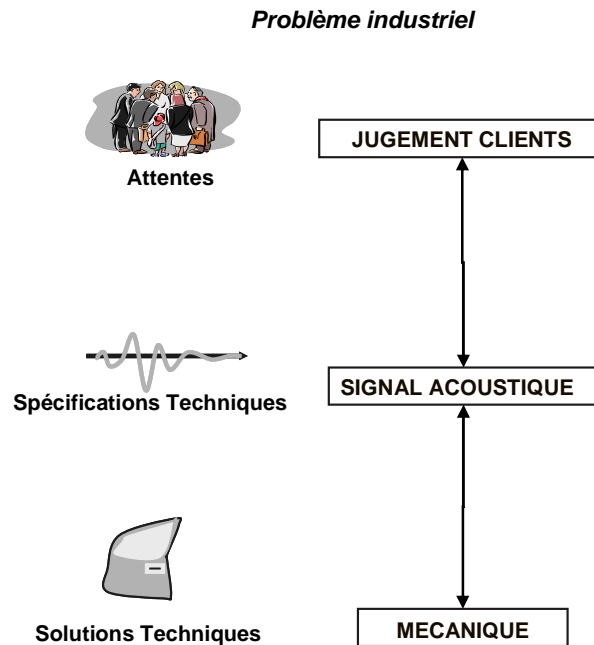 Problème industriel
JUGEMENT CLIENTS
Attentes
SIGNAL ACOUSTIQUE
Spécifications Techniques
Solutions Techniques
MECANIQUE